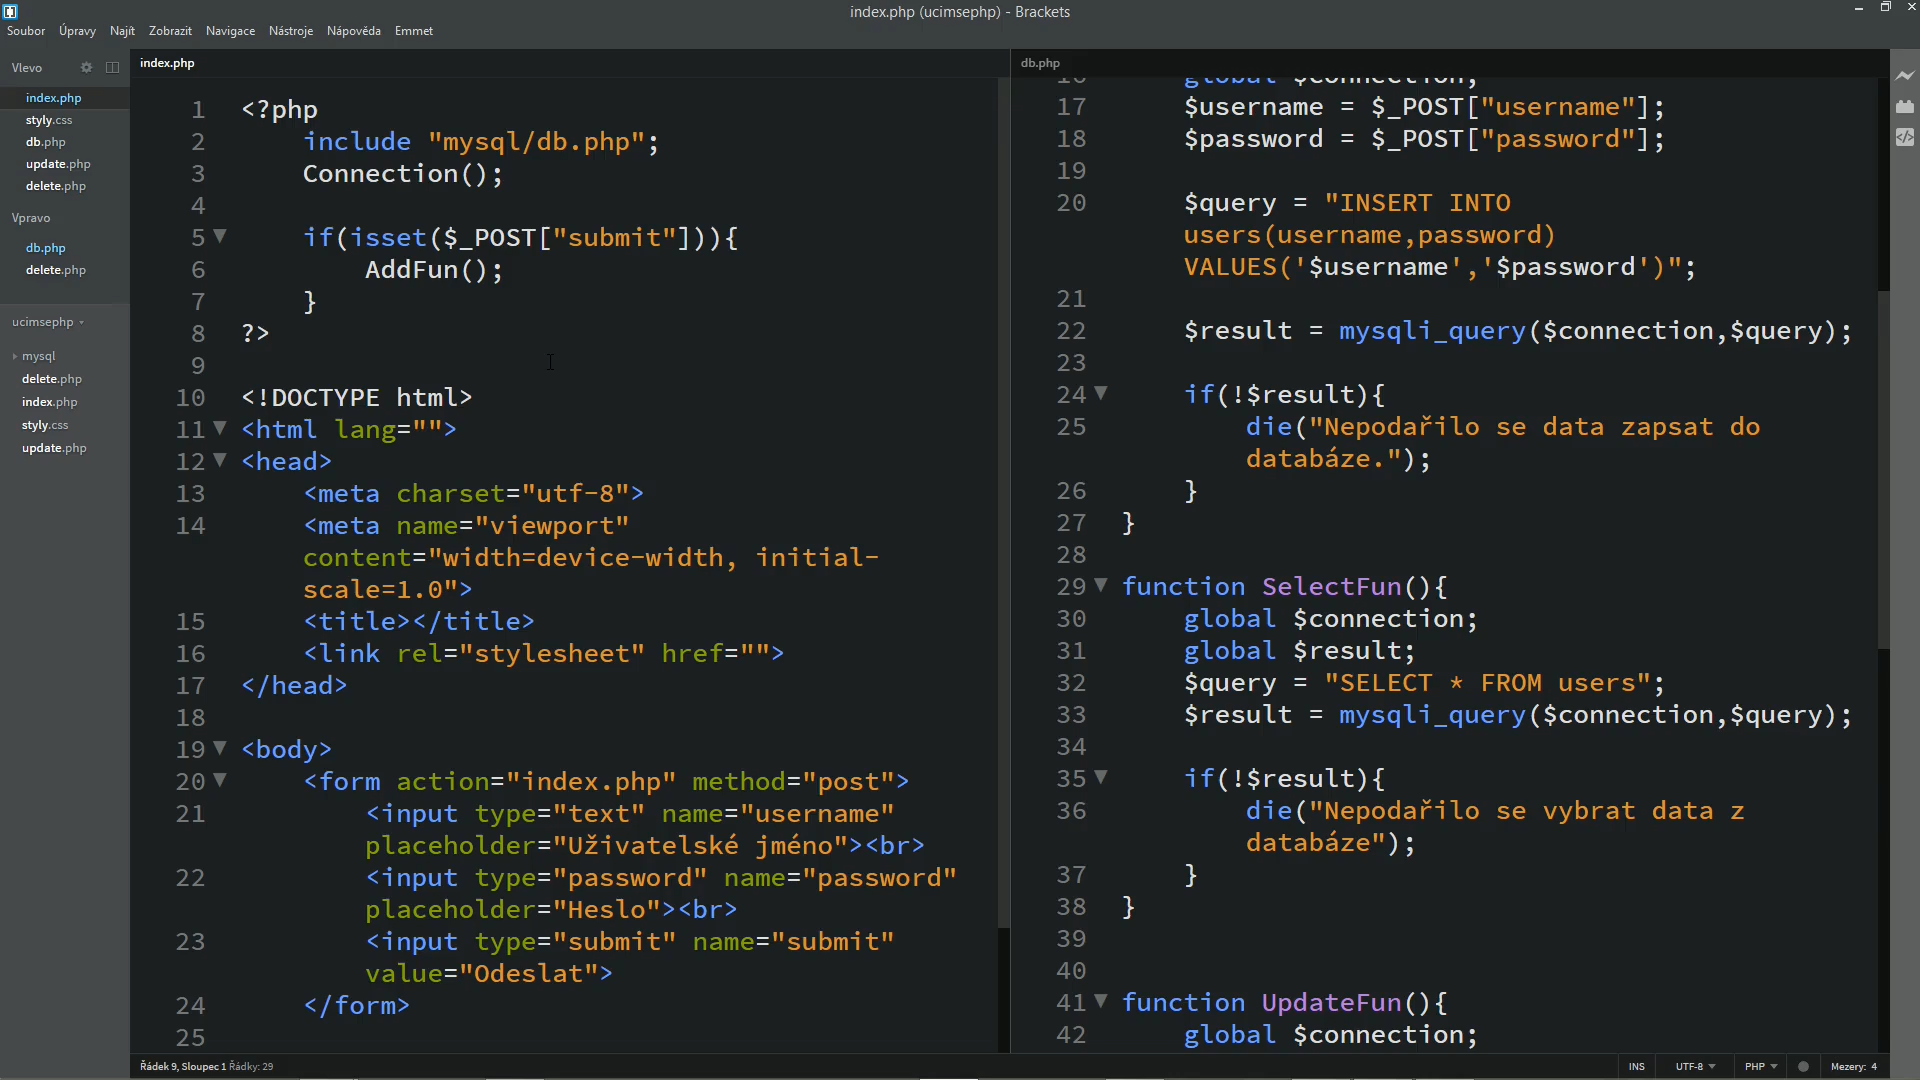 index.php (ucimsephp) - Brackets
Soubor Úpravy Najít Zobrazit Navigace Nástroje Nápověda Emmet
Vlevo
index.php
styly.css
db.php
update.php
delete.php
Vpravo
db.php
delete.php
ucimsephp
mysql
delete.php
index.php
styly.css
update.php
index.php
1 <?php
2 include "mysql/db.php";
3 Connection();
4
5 if(isset($_POST["submit"])){
6 AddFun();
7 }
8 ?>
9
10 <!DOCTYPE html>
11 <html lang="">
12 <head>
13 <meta charset="utf-8">
14 <meta name="viewport"
content="width=device-width, initial-
scale=1.0">
15 <title></title>
16 <link rel="stylesheet" href="">
17 </head>
18
19 <body>
20 <form action="index.php" method="post">
21 <input type="text" name="username"
placeholder="Uživatelské jméno"><br>
22 <input type="password" name="password"
placeholder="Heslo"><br>
23 <input type="submit" name="submit"
value="Odeslat">
24 </form>
25
db.php
16 global $connection;
17 $username = $_POST["username"];
18 $password = $_POST["password"];
19
20 $query = "INSERT INTO
users(username,password)
VALUES('$username','$password')";
21
22 $result = mysqli_query($connection,$query);
23
24 if(!$result){
25 die("Nepodařilo se data zapsat do
databáze.");
26 }
27 }
28
29 function SelectFun(){
30 global $connection;
31 global $result;
32 $query = "SELECT * FROM users";
33 $result = mysqli_query($connection,$query);
34
35 if(!$result){
36 die("Nepodařilo se vybrat data z
databáze");
37 }
38 }
39
40
41 function UpdateFun(){
42 global $connection;
Řádek 9, Sloupec 1 Řádky: 29
INS UTF-8 PHP Mezery: 4